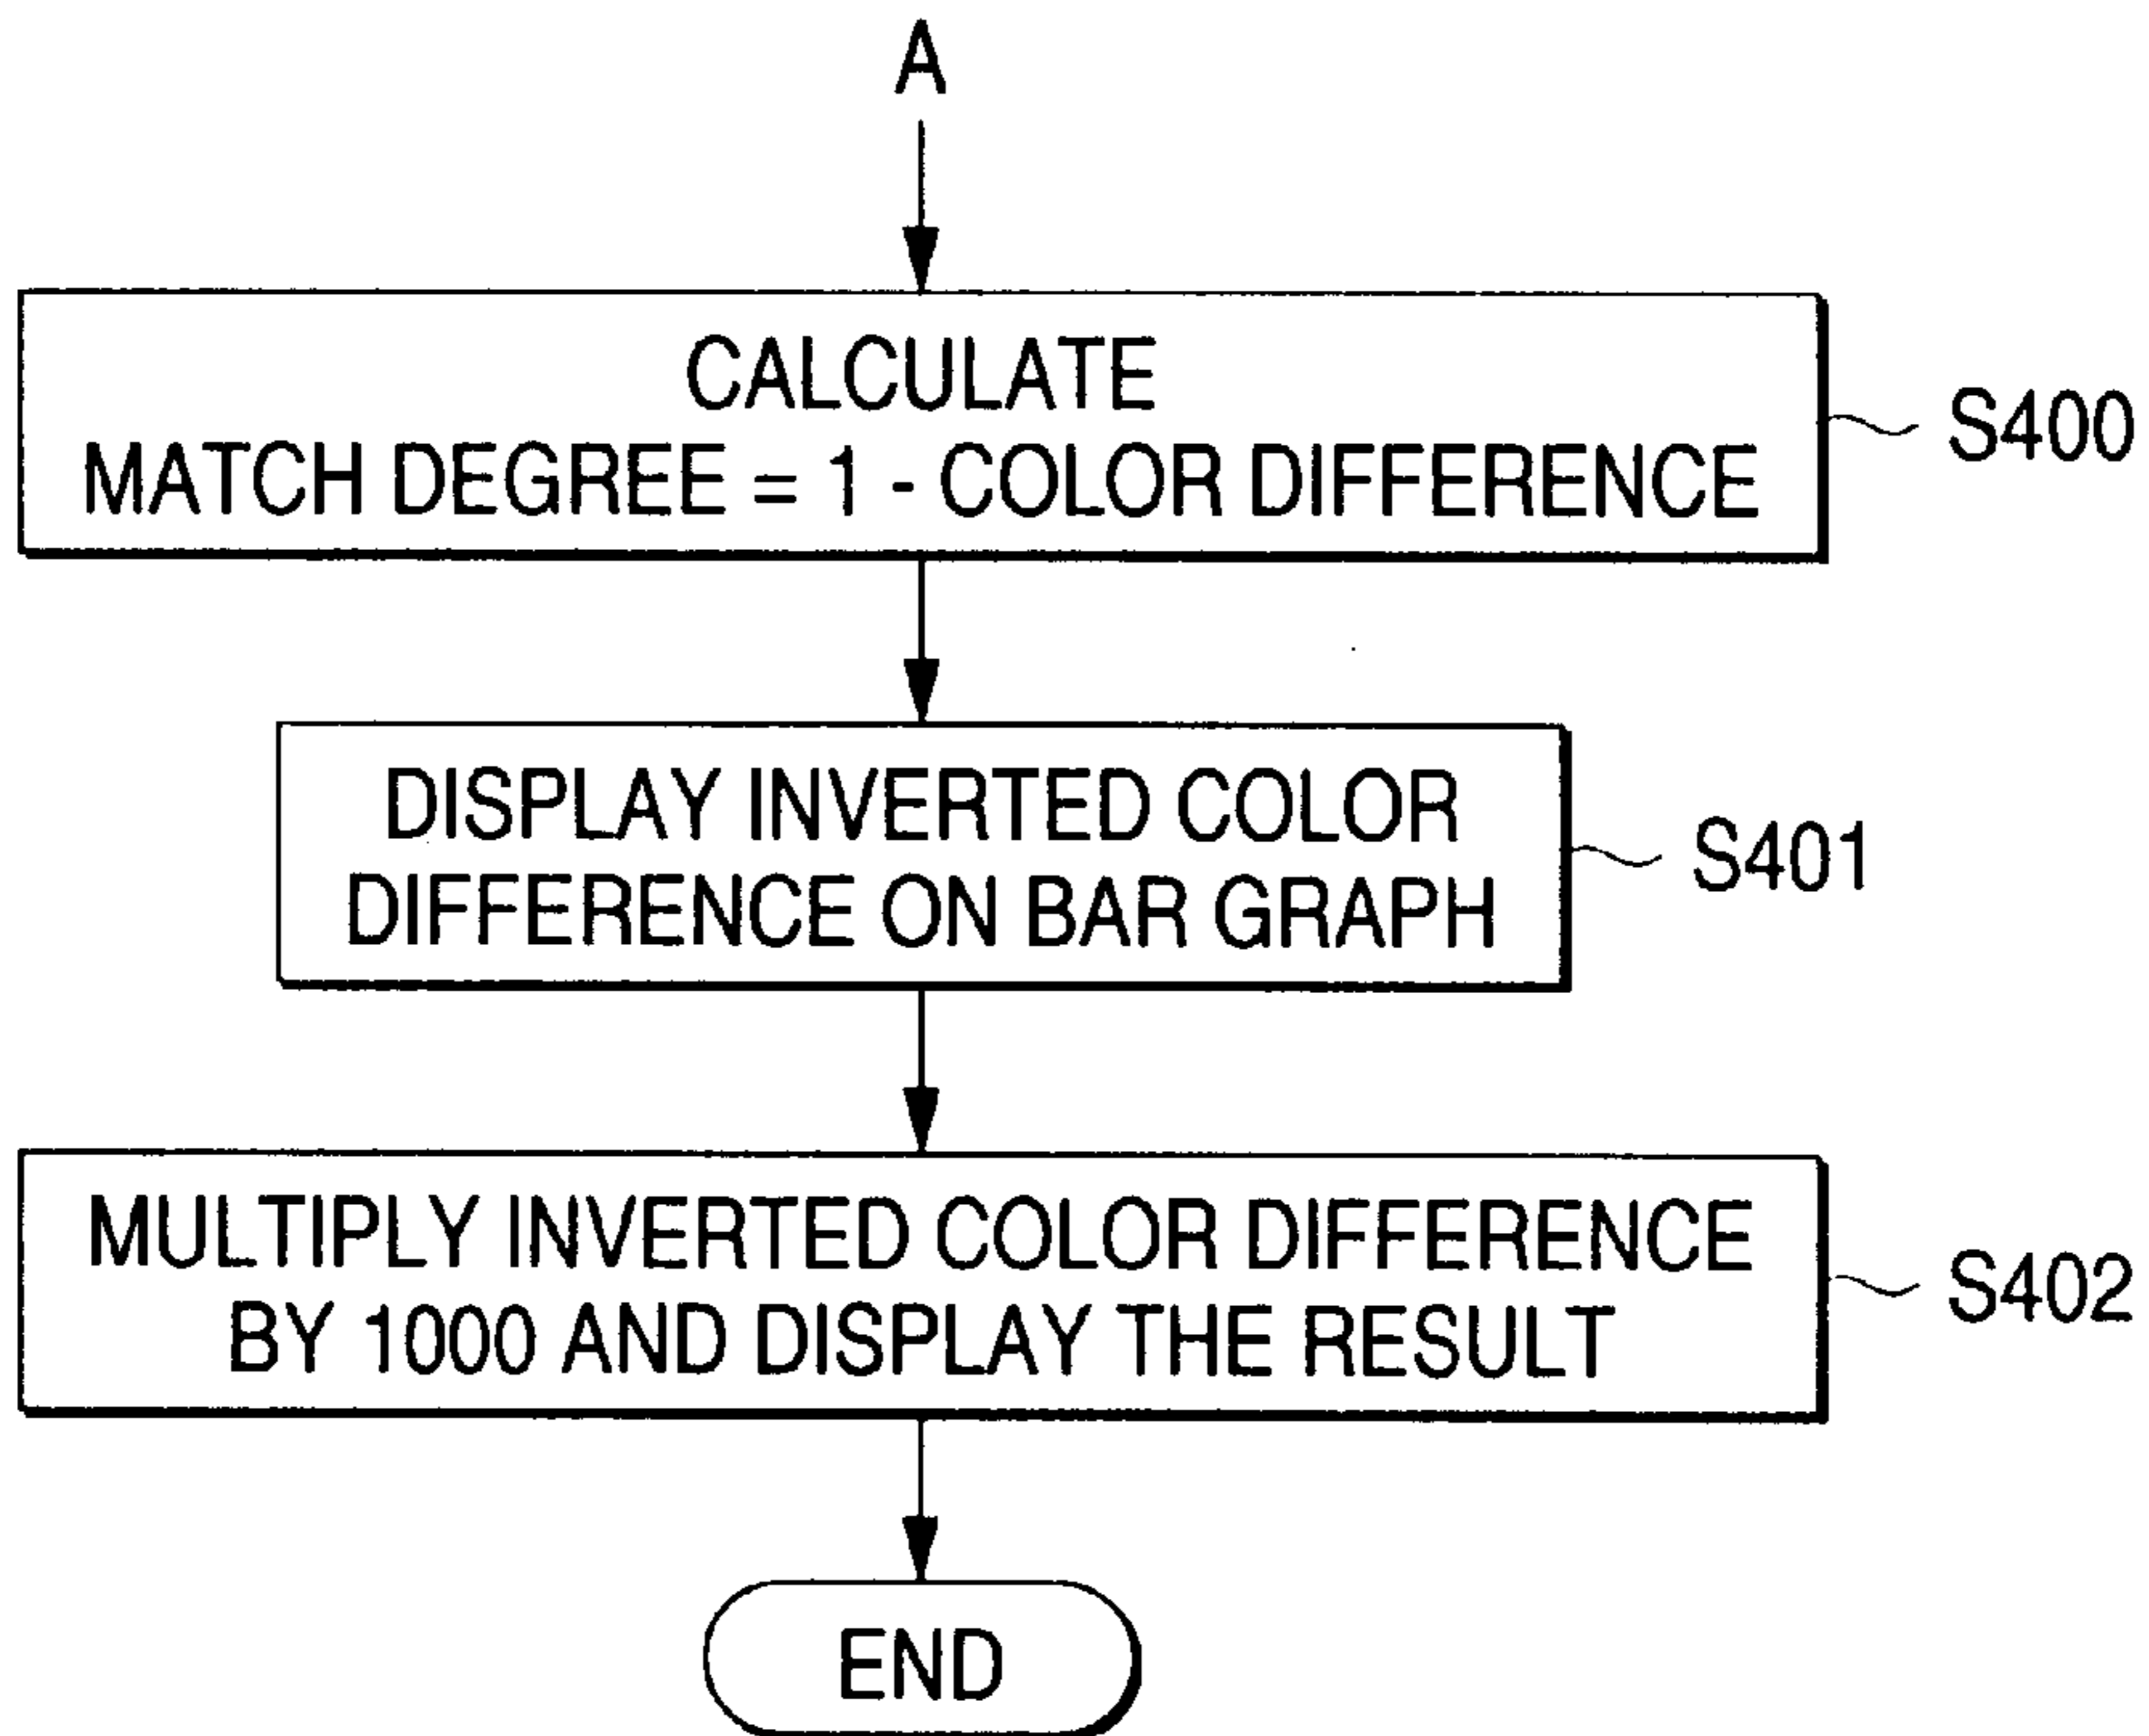 A
CALCULATE
MATCH DEGREE = 1 - COLOR DIFFERENCE
S400
DISPLAY INVERTED COLOR
DIFFERENCE ON BAR GRAPH
S401
MULTIPLY INVERTED COLOR DIFFERENCE
BY 1000 AND DISPLAY THE RESULT
S402
END